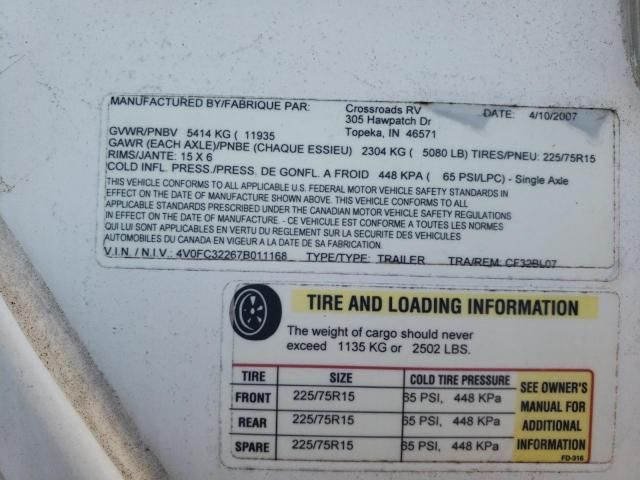 MANUFACTURED BY/FABRIQUE PAR: Crossroads RV DATE: 4/10/2007
305 Hawpatch Dr
GVWR/PNBV 5414 KG ( 11935 Topeka, IN 46571
GAWR (EACH AXLE)/PNBE (CHAQUE ESSIEU) 2304 KG ( 5080 LB) TIRES/PNEU: 225/75R15
RIMS/JANTE: 15 X 6
COLD INFL. PRESS./PRESS. DE GONFL. A FROID 448 KPA ( 65 PSI/LPC) - Single Axle
THIS VEHICLE CONFORMS TO ALL APPLICABLE U.S. FEDERAL MOTOR VEHICLE SAFETY STANDARDS IN
EFFECT ON THE DATE OF MANUFACTURE SHOWN ABOVE. THIS VEHICLE CONFORMS TO ALL
APPLICABLE STANDARDS PRESCRIBED UNDER THE CANADIAN MOTOR VEHICLE SAFETY REGULATIONS
IN EFFECT ON THE DATE OF MANUFACTURE. - CE VEHICULE EST CONFORME A TOUTES LES NORMES
QUI LUI SONT APPLICABLES EN VERTU DU REGLEMENT SUR LA SECURITE DES VEHICULES
AUTOMOBILES DU CANADA EN VIGEUR A LA DATE DE SA FABRICATION.
V.I.N. / N.I.V.: 4V0FC32267B011168 TYPE/TYPE: TRAILER TRA/REM: CF32BL07
TIRE AND LOADING INFORMATION
The weight of cargo should never
exceed 1135 KG or 2502 LBS.
TIRE SIZE COLD TIRE PRESSURE
FRONT 225/75R15 65 PSI, 448 KPa
REAR 225/75R15 65 PSI, 448 KPa
SPARE 225/75R15 65 PSI, 448 KPa
SEE OWNER'S
MANUAL FOR
ADDITIONAL
INFORMATION
FD-316